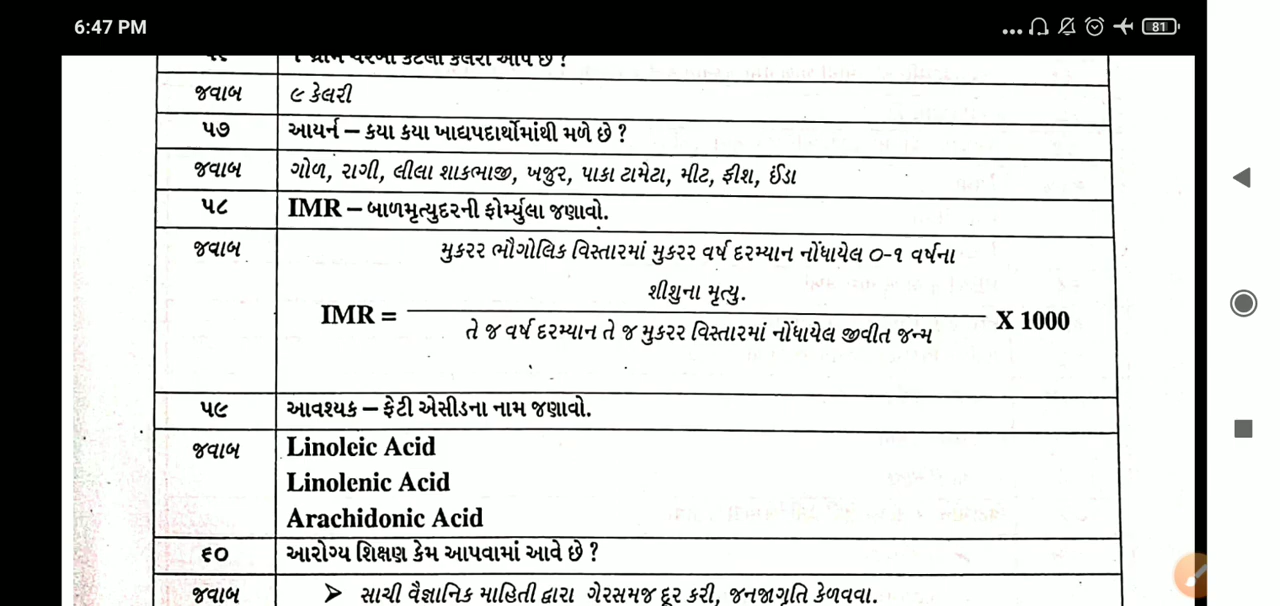 6:47 PM
81
જવાબ
૯ કેલરી
૫૭
આયર્ન – કયા કયા ખાદ્યપદાર્થોમાંથી મળે છે ?
જવાબ
ગોળ, રાગી, લીલા શાકભાજી, ખજુર, પાકા ટામેટા, મીટ, ફીશ, ઈંડા
૫૮
IMR – બાળમૃત્યુદરની ફોર્મ્યુલા જણાવો.
જવાબ
મુકરર ભૌગોલિક વિસ્તારમાં મુકરર વર્ષ દરમ્યાન નોંધાયેલ ૦-૧ વર્ષના
શીશુના મૃત્યુ.
IMR =
X 1000
તે જ વર્ષ દરમ્યાન તે જ મુકરર વિસ્તારમાં નોંધાયેલ જીવીત જન્મ
૫૯
આવશ્યક – ફેટી એસીડના નામ જણાવો.
જવાબ
Linoleic Acid
Linolenic Acid
Arachidonic Acid
૬૦
આરોગ્ય શિક્ષણ કેમ આપવામાં આવે છે ?
જવાબ
➤ સાચી વૈજ્ઞાનિક માહિતી દ્વારા ગેરસમજ દૂર કરી, જનજાગૃતિ કેળવવા.